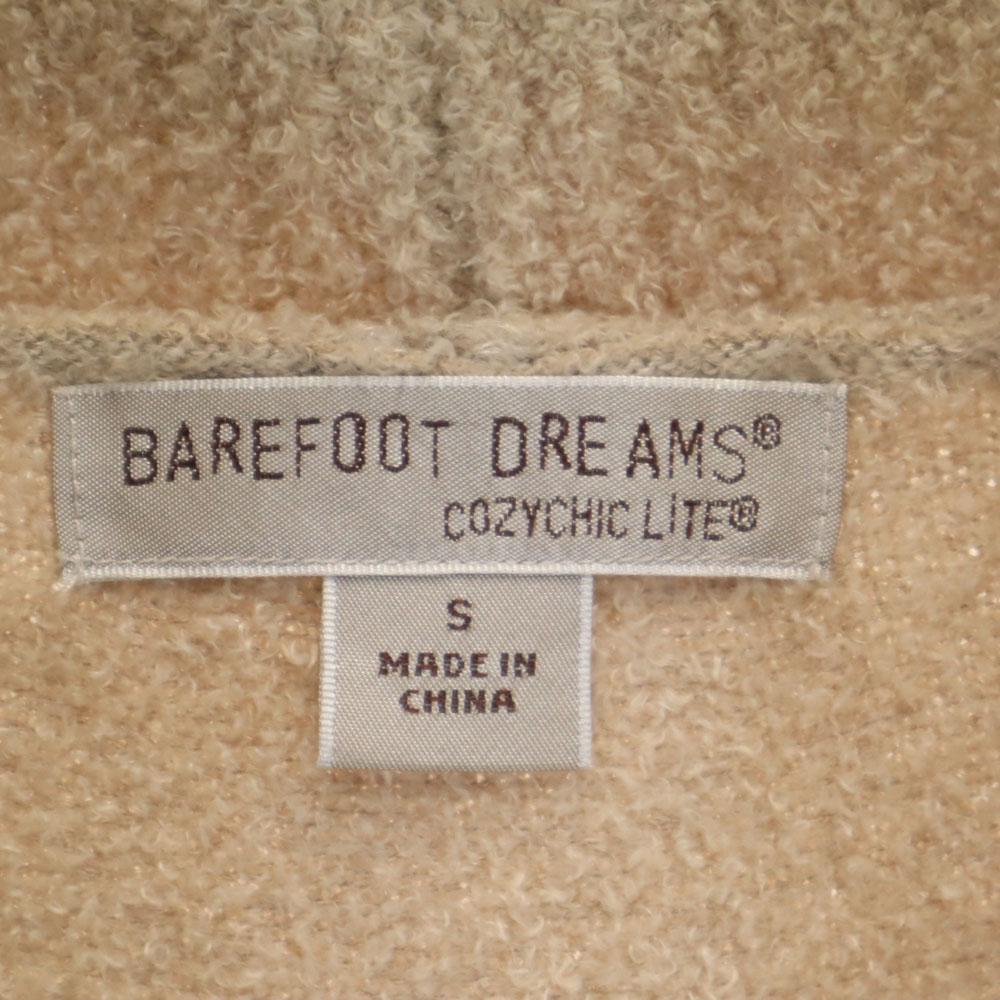 BAREFOOT DREAMS®
COZYCHIC LITE®
S
MADE IN
CHINA